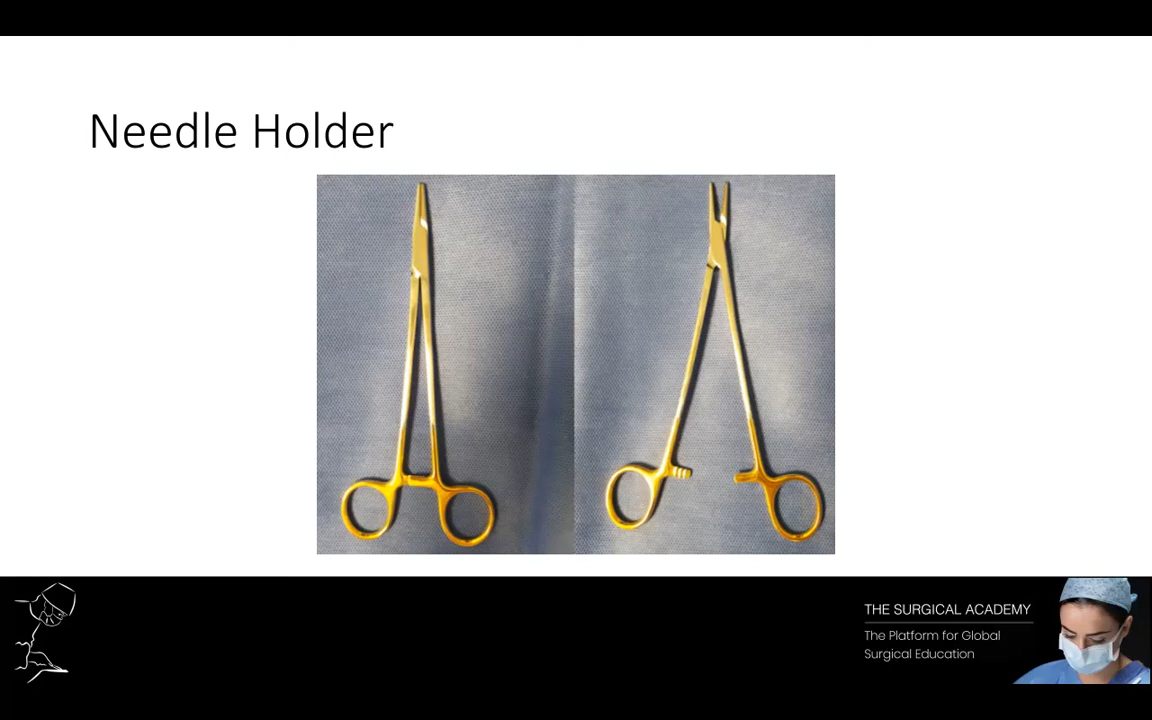 Needle Holder
THE SURGICAL ACADEMY
The Platform for Global
Surgical Education